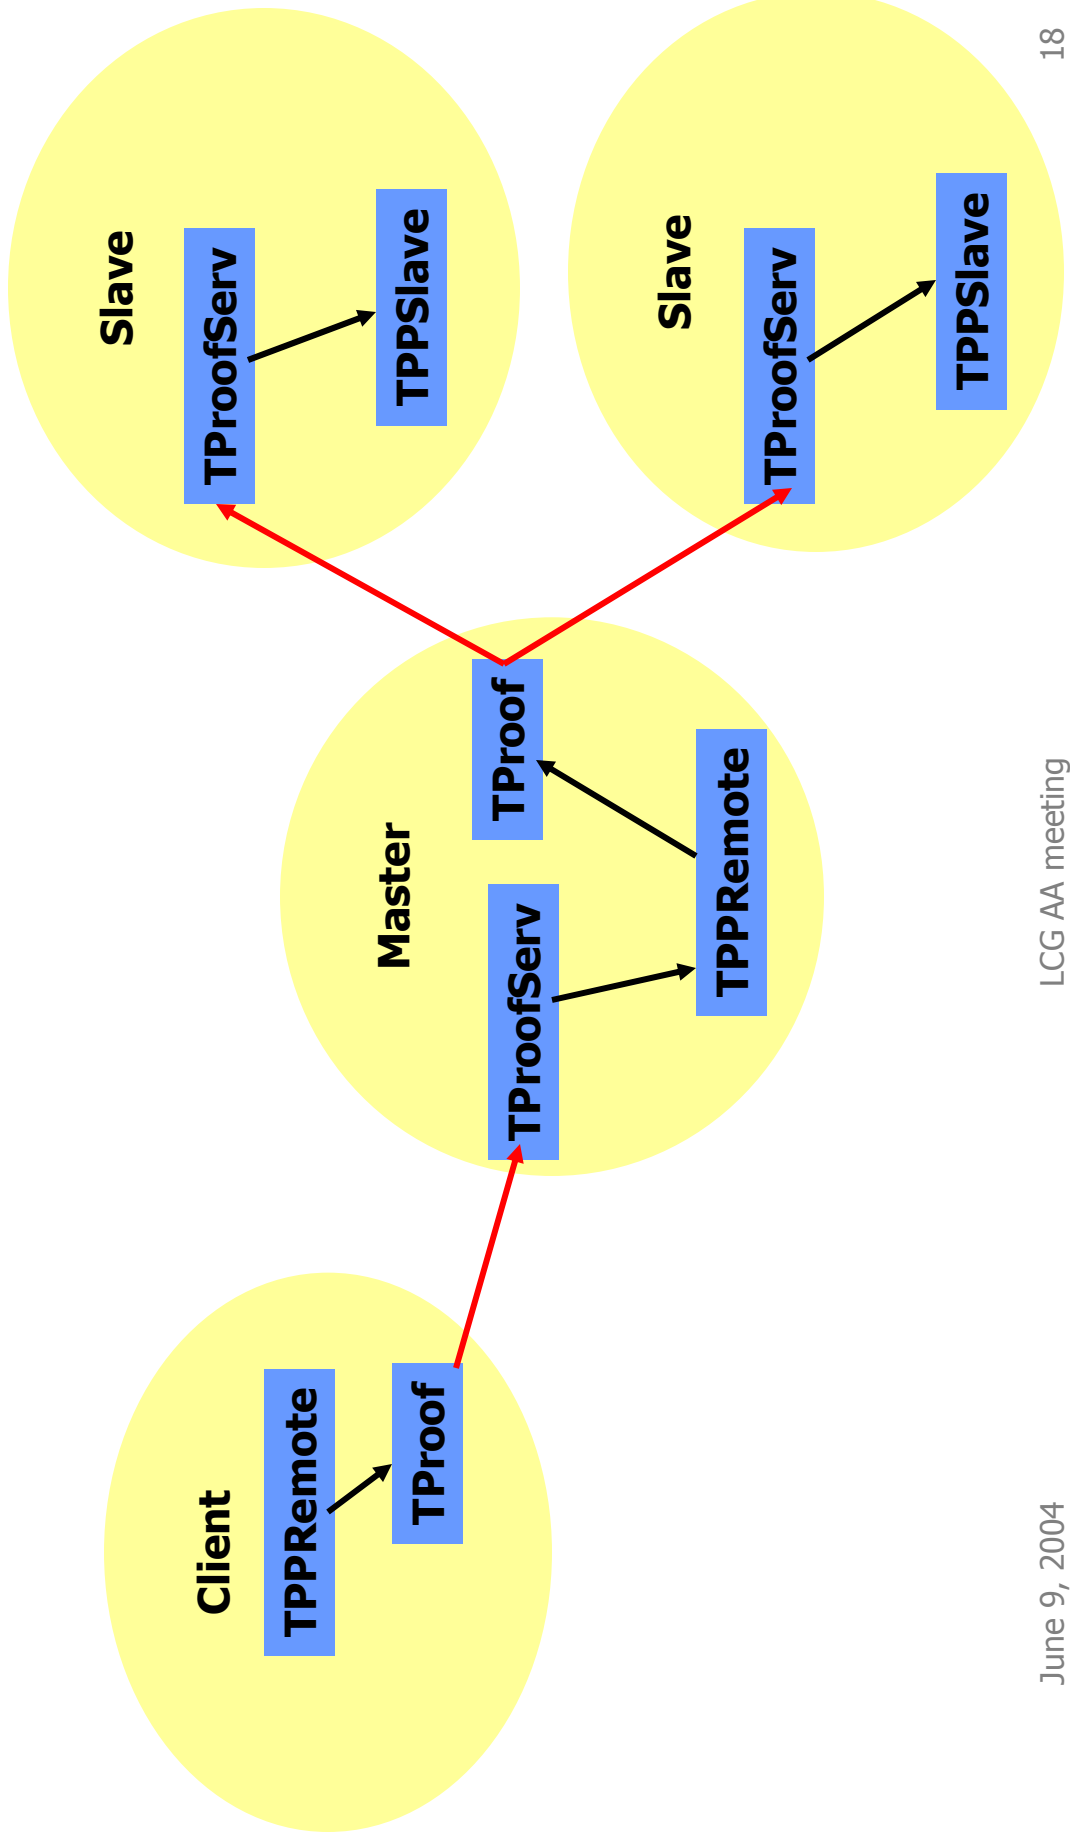 Client
TPPRemote
TProof
Master
TProofServ
TProof
TPPRemote
Slave
TProofServ
TPPSlave
Slave
TProofServ
TPPSlave
June 9, 2004
LCG AA meeting
18